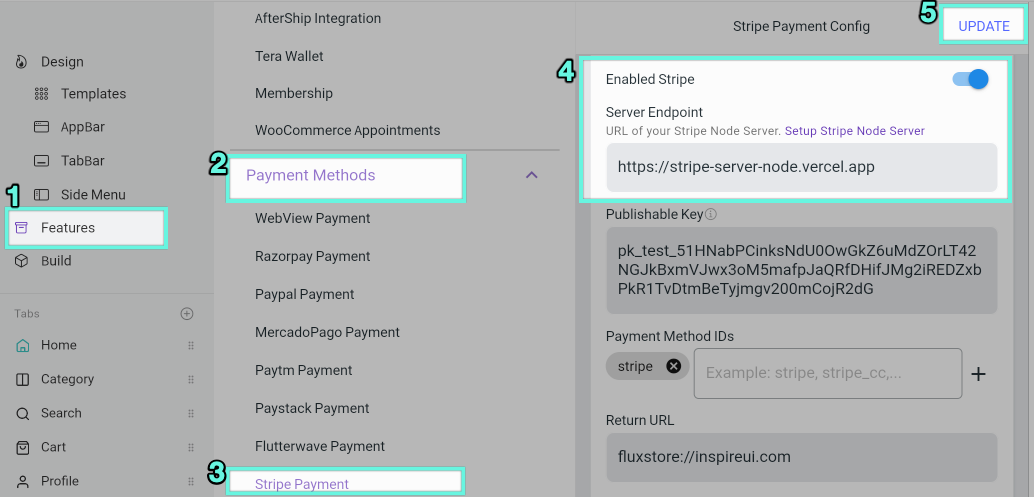 1
Design
Templates
AppBar
TabBar
Side Menu
Features
Build
Tabs
Home
Category
Search
Cart
Profile
2
3
AfterShip Integration
Tera Wallet
Membership
WooCommerce Appointments
Payment Methods
WebView Payment
Razorpay Payment
Paypal Payment
MercadoPago Payment
Paytm Payment
Paystack Payment
Flutterwave Payment
Stripe Payment
4
5
Stripe Payment Config
UPDATE
Enabled Stripe
Server Endpoint
URL of your Stripe Node Server. Setup Stripe Node Server
https://stripe-server-node.vercel.app
Publishable Key
pk_test_51HNabPCinksNdU0OwGkZ6uMdZOrLT42
NGJkBxmVJwx3oM5mafpJaQRfDHifJMg2iREDZxb
PkR1TvDtmBeTyjmgv200mCojR2dG
Payment Method IDs
stripe
Example: stripe, stripe_cc,...
Return URL
fluxstore://inspireui.com